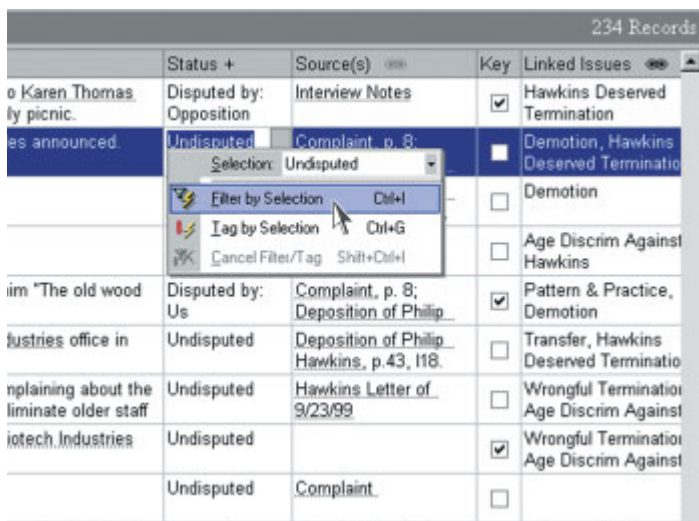 234 Records
Status + Source(s) Key Linked Issues
o Karen Thomas Disputed by: Interview Notes Hawkins Deserved
ly picnic. Opposition Termination
es announced. Undisputed Complaint, p. 8; Demotion, Hawkins
Deserved Terminatio
Selection: Undisputed
Filter by Selection Ctrl+I
Demotion
Tag by Selection Ctrl+G
Cancel Filter/Tag Shift+Ctrl+I
Age Discrim Against
Hawkins
im "The old wood Disputed by: Complaint, p. 8; Pattern & Practice,
Us Deposition of Philip Demotion
dustries office in Undisputed Deposition of Philip Transfer, Hawkins
Hawkins, p.43, l18. Deserved Terminatio
mplaining about the Undisputed Hawkins Letter of Wrongful Termination
liminate older staff 9/23/99 Age Discrim Against
iotech Industries Undisputed Wrongful Termination
Age Discrim Against
Undisputed Complaint